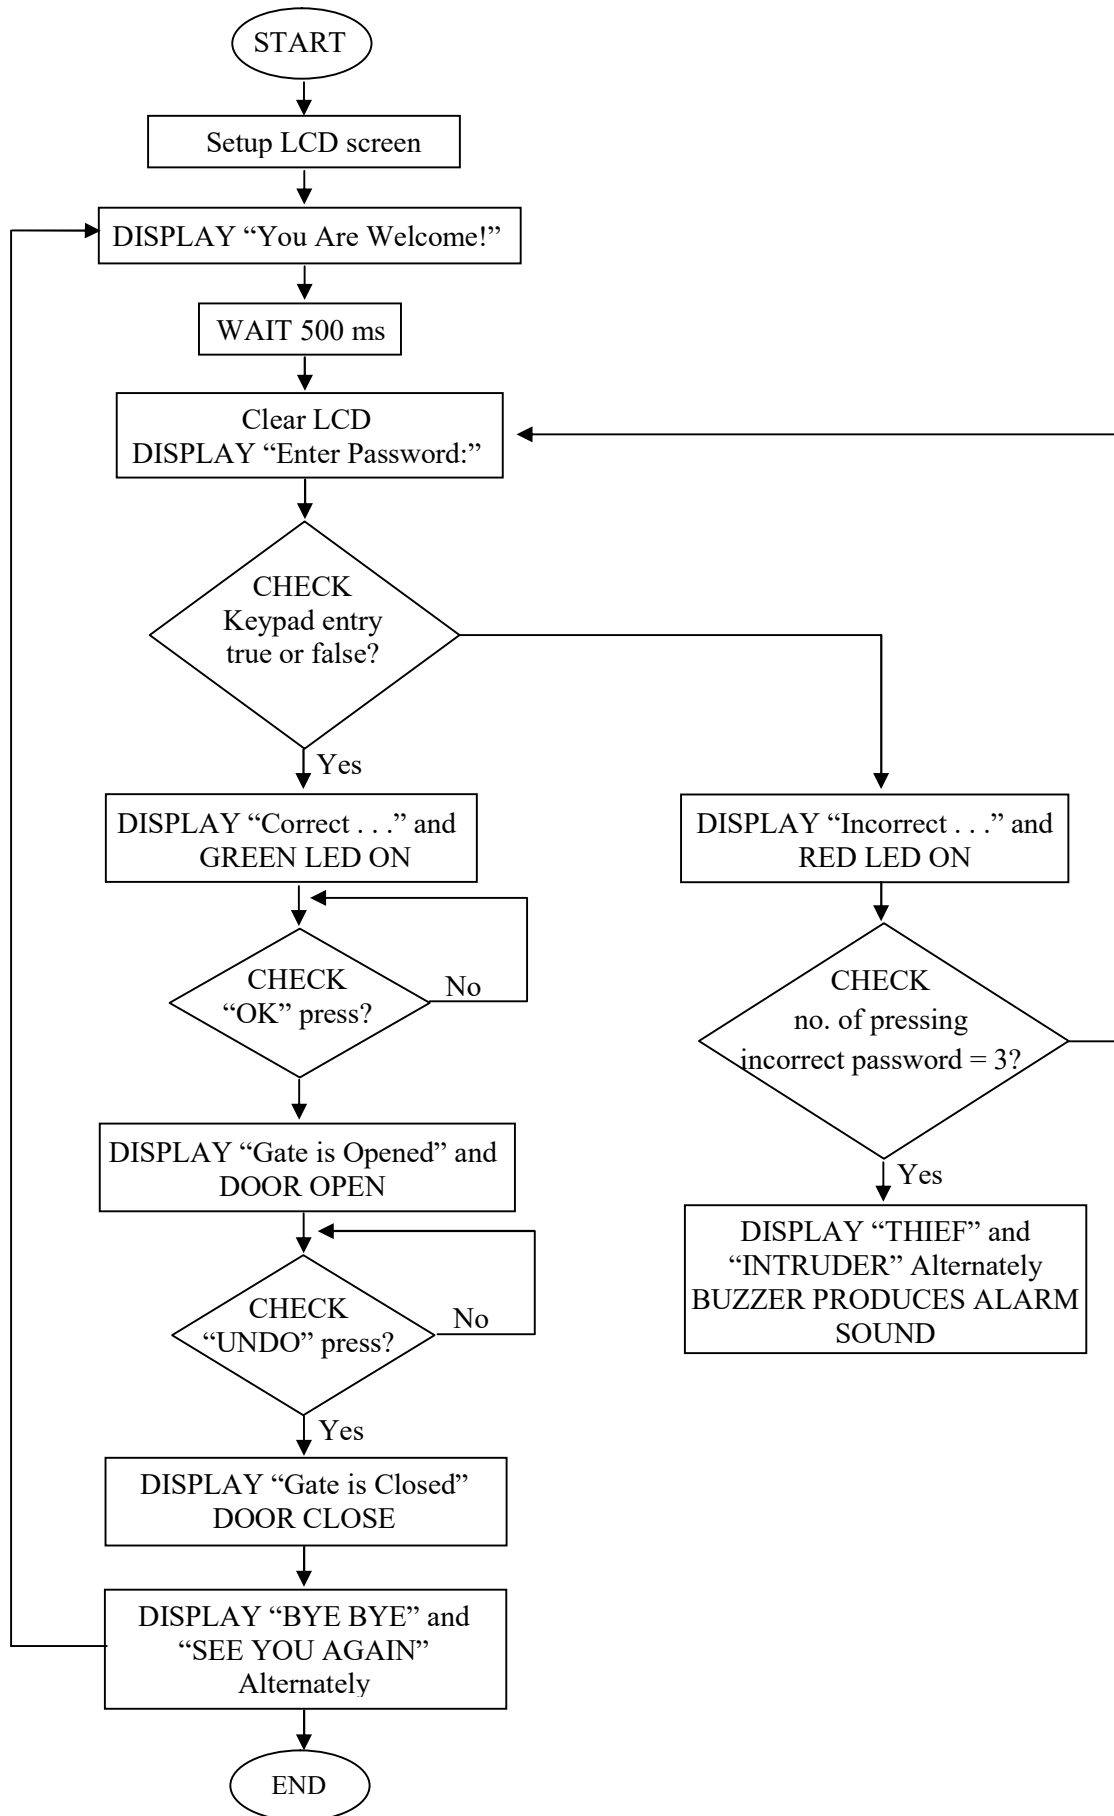 START
Setup LCD screen
DISPLAY “You Are Welcome!”
WAIT 500 ms
Clear LCD
DISPLAY “Enter Password:”
CHECK
Keypad entry
true or false?
Yes
DISPLAY “Correct . . .” and
GREEN LED ON
CHECK
“OK” press?
No
DISPLAY “Gate is Opened” and
DOOR OPEN
CHECK
“UNDO” press?
No
Yes
DISPLAY “Gate is Closed”
DOOR CLOSE
DISPLAY “BYE BYE” and
“SEE YOU AGAIN”
Alternately
END
DISPLAY “Incorrect . . .” and
RED LED ON
CHECK
no. of pressing
incorrect password = 3?
Yes
DISPLAY “THIEF” and
“INTRUDER” Alternately
BUZZER PRODUCES ALARM
SOUND